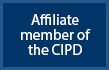 Affiliate
member of
the CIPD